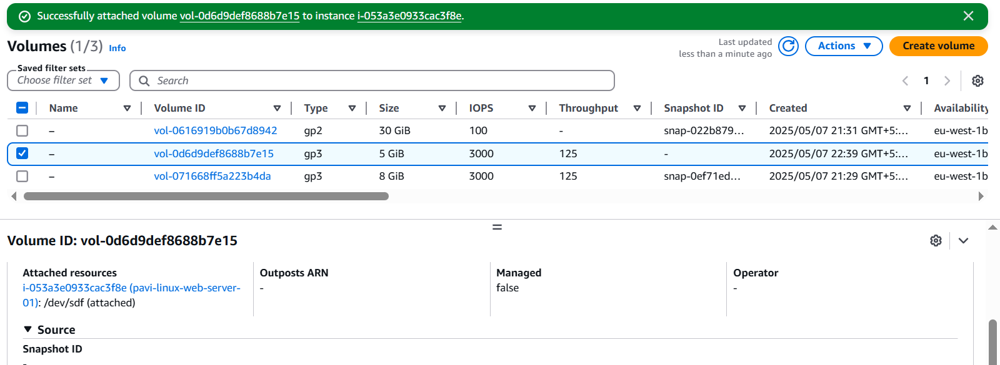 Successfully attached volume vol-0d6d9def8688b7e15 to instance i-053a3e0933cac3f8e.
Volumes (1/3) Info
Last updated
less than a minute ago
Actions
Create volume
Saved filter sets
Choose filter set
Search
1
Name Volume ID Type Size IOPS Throughput Snapshot ID Created Availability
– vol-0616919b0b67d8942 gp2 30 GiB 100 - snap-022b879... 2025/05/07 21:31 GMT+5:... eu-west-1b
– vol-0d6d9def8688b7e15 gp3 5 GiB 3000 125 - 2025/05/07 22:39 GMT+5:... eu-west-1b
– vol-071668ff5a223b4da gp3 8 GiB 3000 125 snap-0ef71ed... 2025/05/07 21:29 GMT+5:... eu-west-1b
Volume ID: vol-0d6d9def8688b7e15
Attached resources
i-053a3e0933cac3f8e (pavi-linux-web-server-
01): /dev/sdf (attached)
Outposts ARN
-
Managed
false
Operator
-
Source
Snapshot ID
-